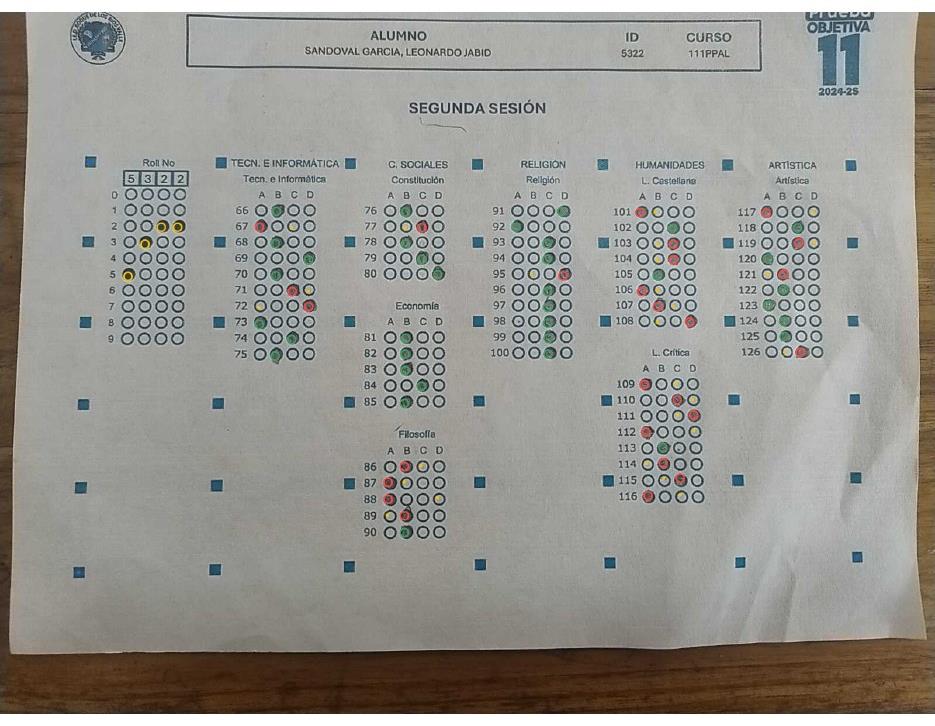 ALUMNO
SANDOVAL GARCIA, LEONARDO JABID
ID
5322
CURSO
111PPAL
Prueba
OBJETIVA
11
2024-25
SEGUNDA SESIÓN
Roll No
5 3 2 2
0
1
2
3
4
5
6
7
8
9
TECN. E INFORMÁTICA
Tecn. e Informática
A B C D
66
67
68
69
70
71
72
73
74
75
C. SOCIALES
Constitución
A B C D
76
77
78
79
80
Economía
A B C D
81
82
83
84
85
Filosofía
A B C D
86
87
88
89
90
RELIGIÓN
Religión
A B C D
91
92
93
94
95
96
97
98
99
100
HUMANIDADES
L. Castellana
A B C D
101
102
103
104
105
106
107
108
L. Crítica
A B C D
109
110
111
112
113
114
115
116
ARTÍSTICA
Artística
A B C D
117
118
119
120
121
122
123
124
125
126